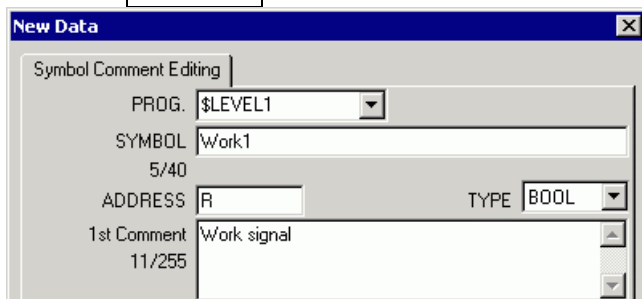 New Data
Symbol Comment Editing
PROG. $LEVEL1
SYMBOL Work1
5/40
ADDRESS R TYPE BOOL
1st Comment Work signal
11/255